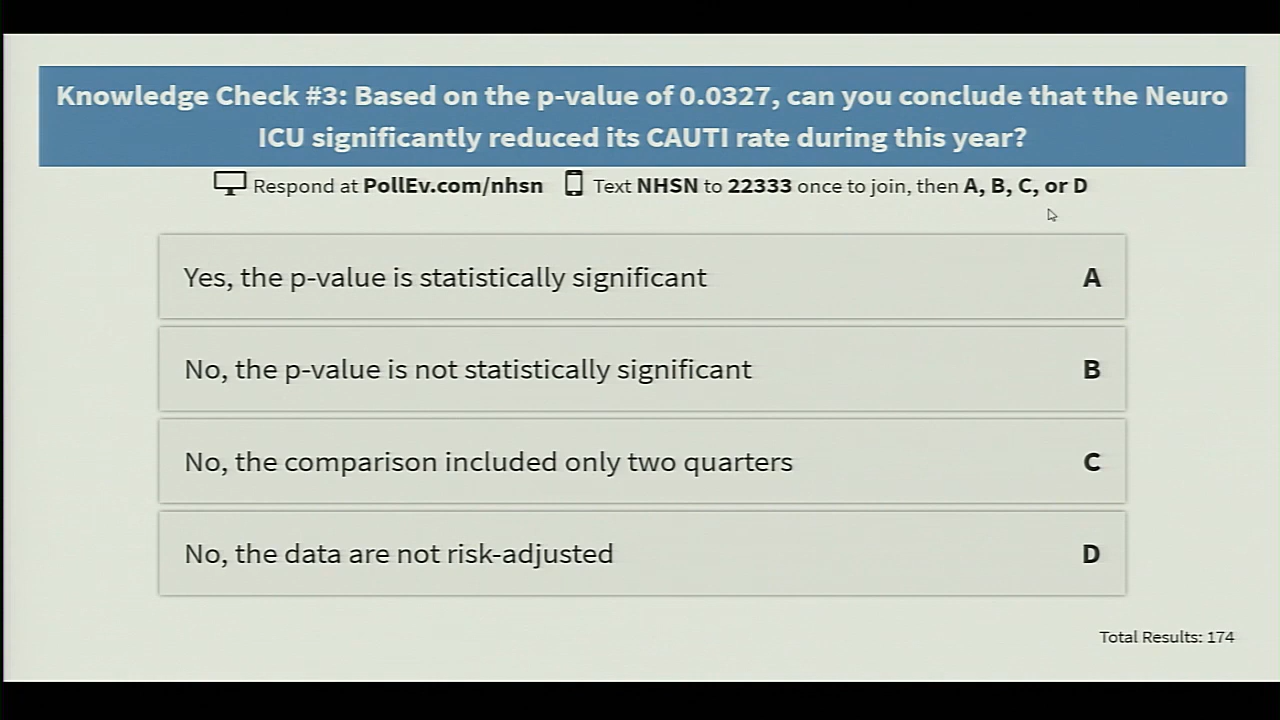 Knowledge Check #3: Based on the p-value of 0.0327, can you conclude that the Neuro
ICU significantly reduced its CAUTI rate during this year?
Respond at PollEv.com/nhsn Text NHSN to 22333 once to join, then A, B, C, or D
Yes, the p-value is statistically significant A
No, the p-value is not statistically significant B
No, the comparison included only two quarters C
No, the data are not risk-adjusted D
Total Results: 174